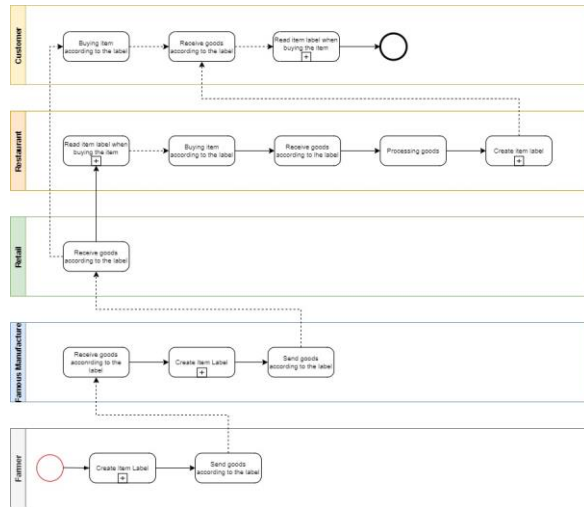 Customer
Buying item
according to the label
Receive goods
according to the label
Read item label when
buying the item
Restaurant
Read item label when
buying the item
Buying item
according to the label
Receive goods
according to the label
Processing goods
Create item label
Retail
Receive goods
according to the label
Famous Manufacture
Receive goods
according to the
label
Create Item Label
Send goods
according to the label
Farmer
Create Item Label
Send goods
according to the label